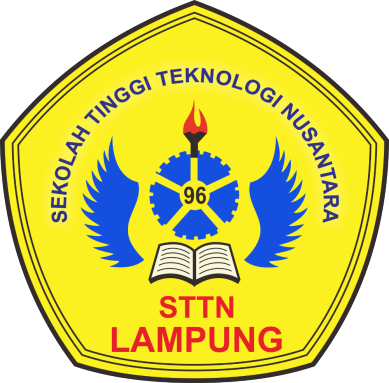 SEKOLAH TINGGI TEKNOLOGI NUSANTARA
96
STTN
LAMPUNG